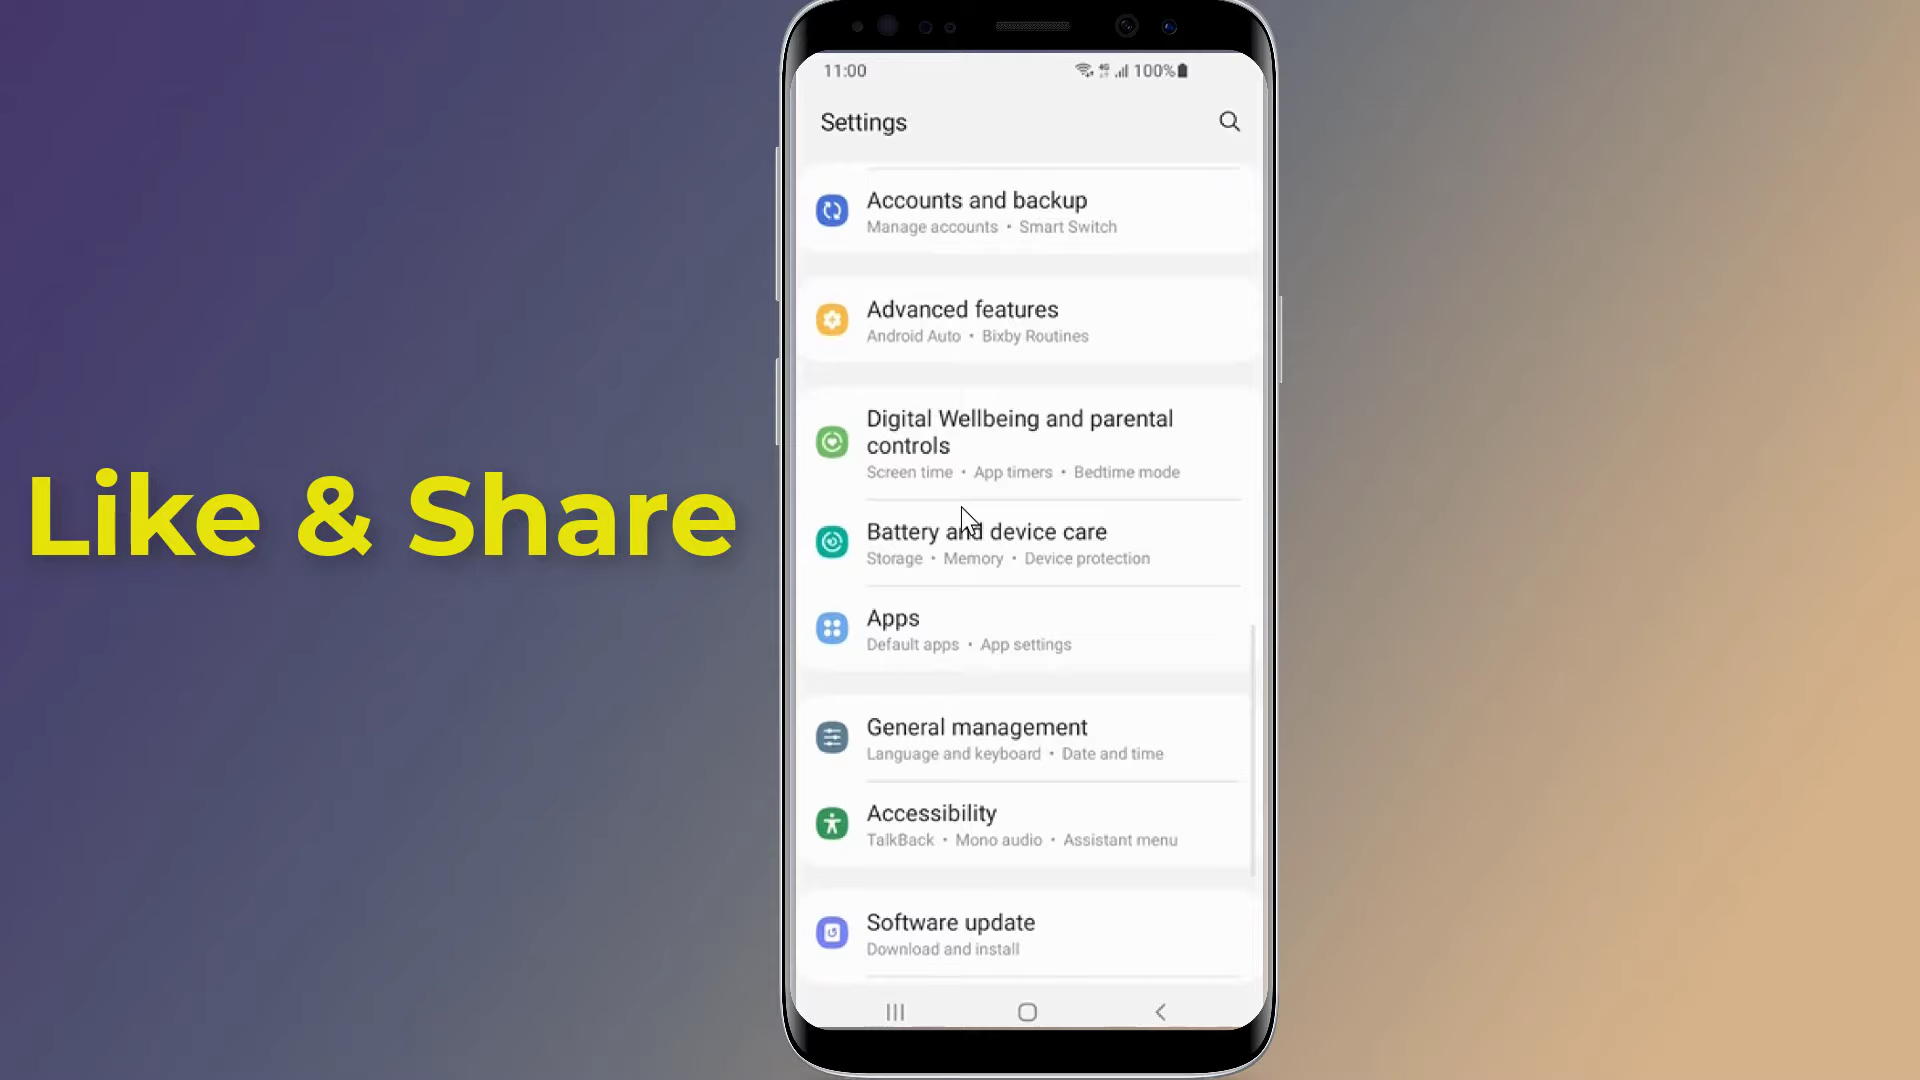 Like & Share
11:00
100%
Settings
Accounts and backup
Manage accounts • Smart Switch
Advanced features
Android Auto • Bixby Routines
Digital Wellbeing and parental
controls
Screen time • App timers • Bedtime mode
Battery and device care
Storage • Memory • Device protection
Apps
Default apps • App settings
General management
Language and keyboard • Date and time
Accessibility
TalkBack • Mono audio • Assistant menu
Software update
Download and install